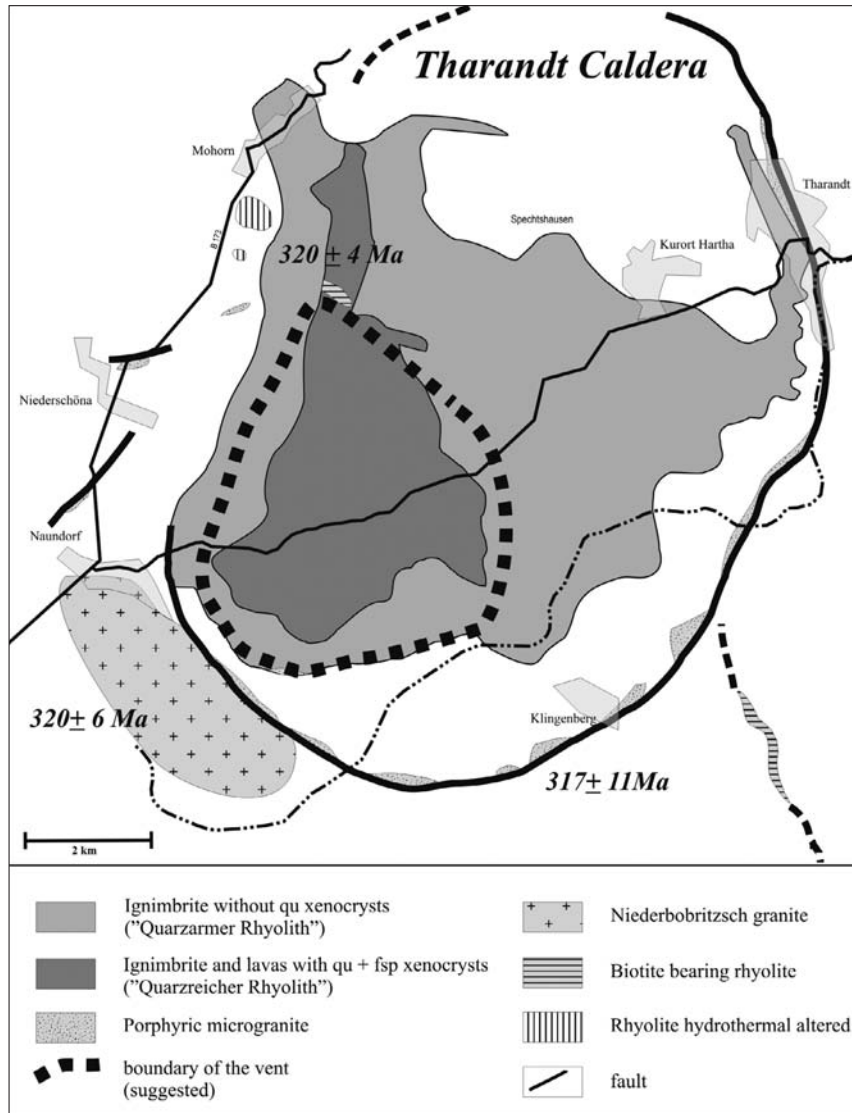 Tharandt Caldera
Mohorn
Tharandt
B 173
Spechtshausen
Kurort Hartha
320 ± 4 Ma
Niederschöna
Naundorf
320± 6 Ma
Klingenberg
317± 11Ma
2 km
Ignimbrite without qu xenocrysts
("Quarzarmer Rhyolith")
Ignimbrite and lavas with qu + fsp xenocrysts
("Quarzreicher Rhyolith")
Porphyric microgranite
boundary of the vent
(suggested)
Niederbobritzsch granite
Biotite bearing rhyolite
Rhyolite hydrothermal altered
fault